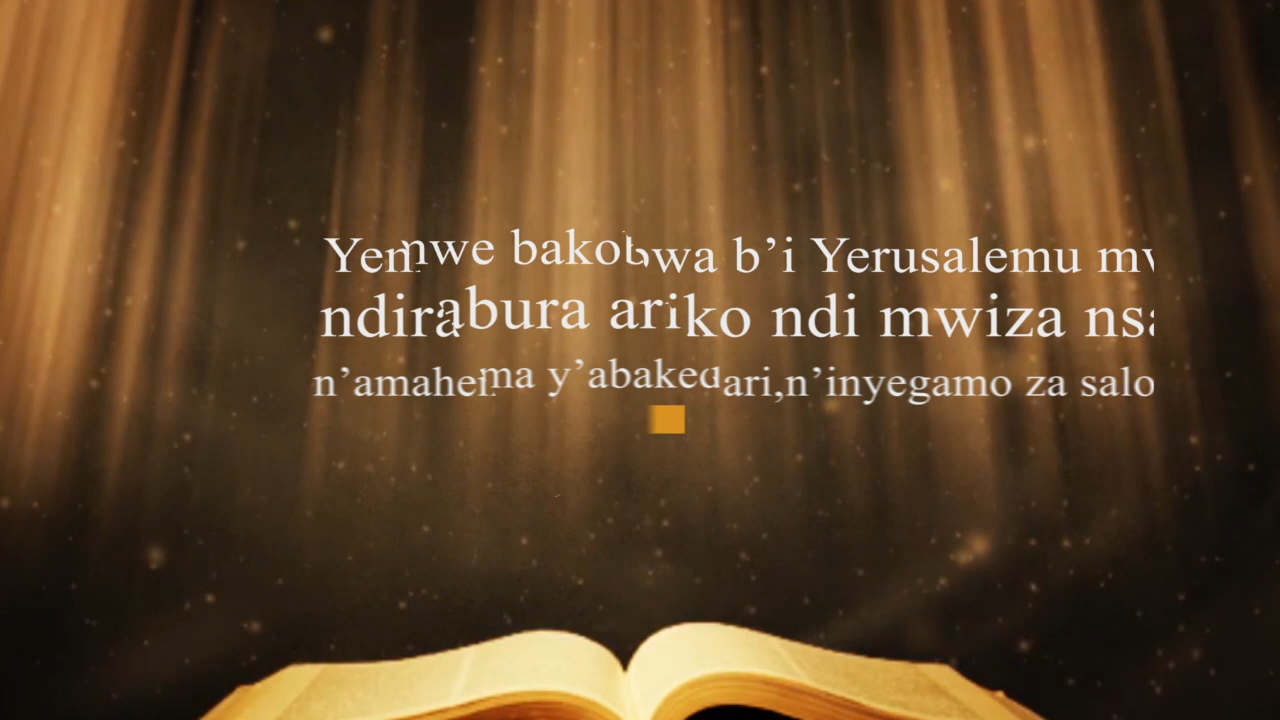 Yemwe bakobwa b’i Yerusalemu
ndirabura ariko ndi mwiza
n’amahema y’abakedari,n’inyegamo za